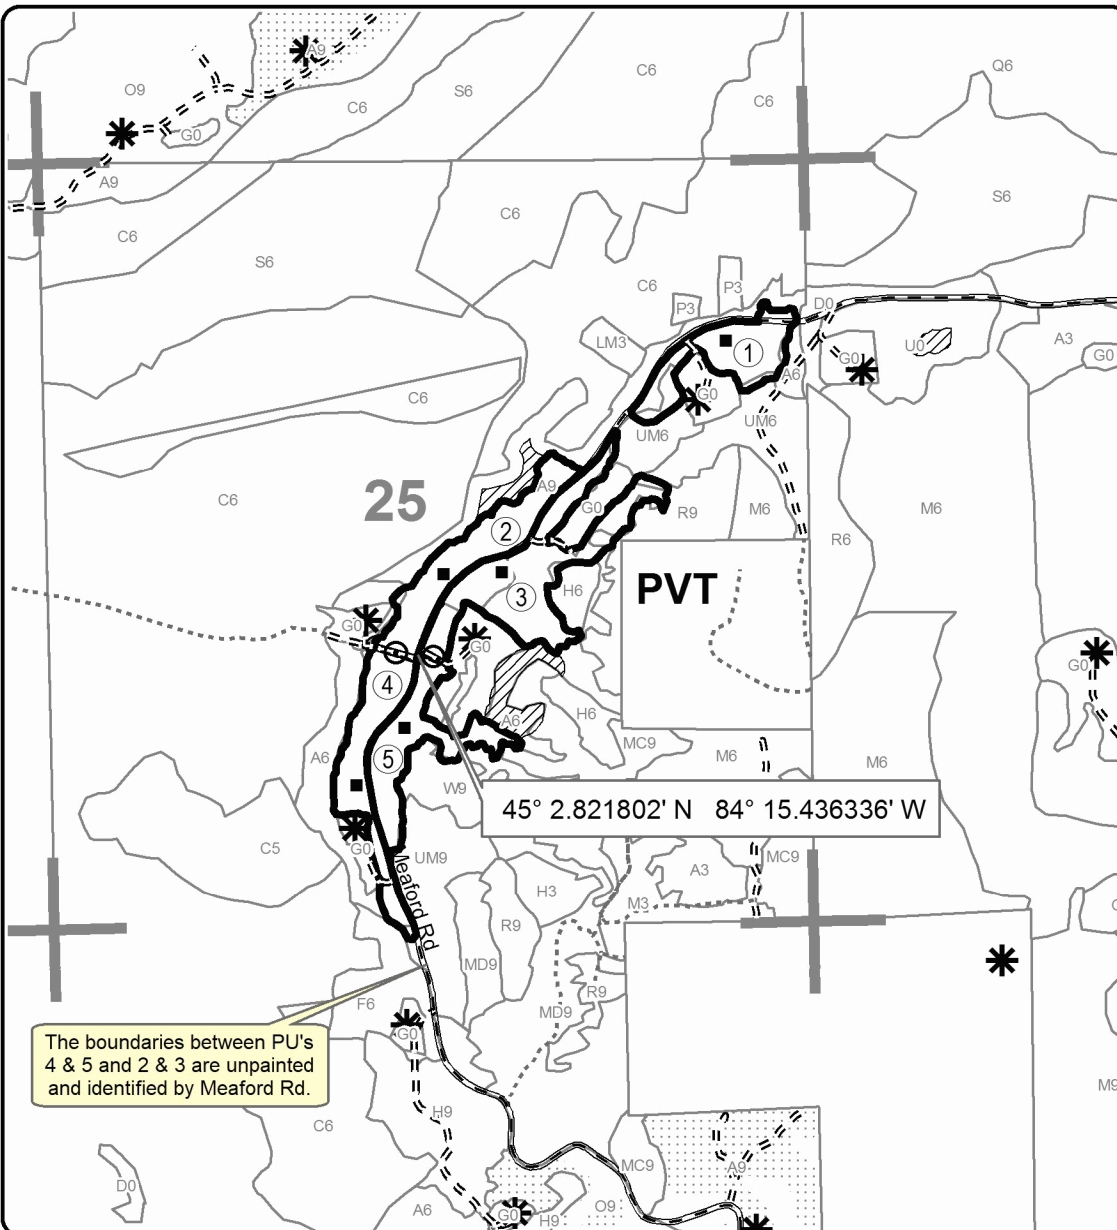 A9
C6
S6
C6
Q6
C6
O9
G0
A9
C6
S6
C6
S6
C6
P3
P3
D0
LM3
1
G0
U0
A3
G0
A6
G0
C6
UM6
UM6
C6
25
A9
2
G0
R9
M6
M6
R6
3
H6
PVT
G0
G0
G0
4
A6
H6
5
MC9
M6
M6
A6
W9
45° 2.821802' N 84° 15.436336' W
C5
G0
UM9
Meaford Rd
MC9
A3
H3
M3
R9
MD9
R9
MD9
F6
G0
The boundaries between PU's
4 & 5 and 2 & 3 are unpainted
and identified by Meaford Rd.
C6
H9
M9
D0
MC9
A9
A6
G0
H9
O9